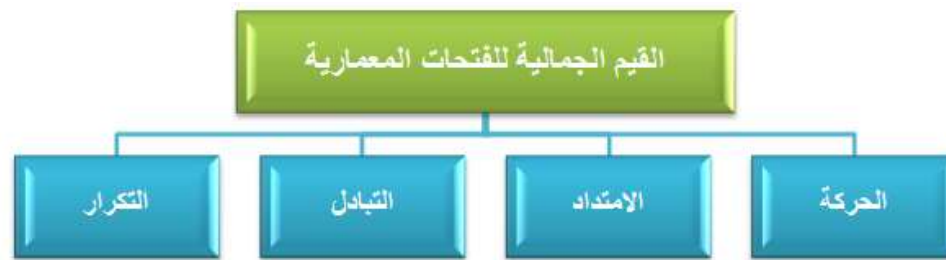 القيم الجمالية للفتحات المعمارية
الحركة
الامتداد
التبادل
التكرار